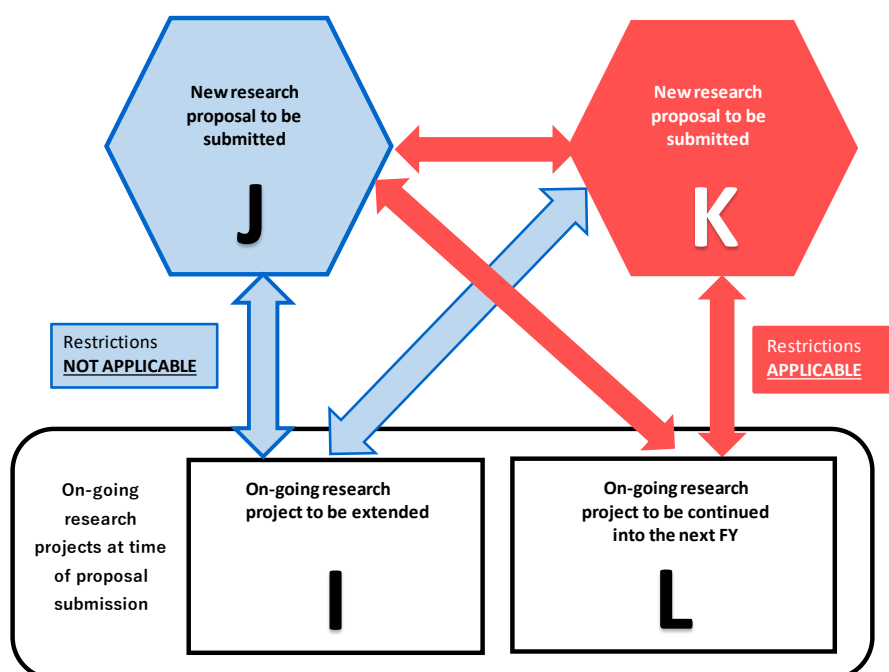 New research
proposal to be
submitted
J
New research
proposal to be
submitted
K
Restrictions
NOT APPLICABLE
Restrictions
APPLICABLE
On-going
research
projects at time
of proposal
submission
On-going research
project to be extended
I
On-going research
project to be continued
into the next FY
L